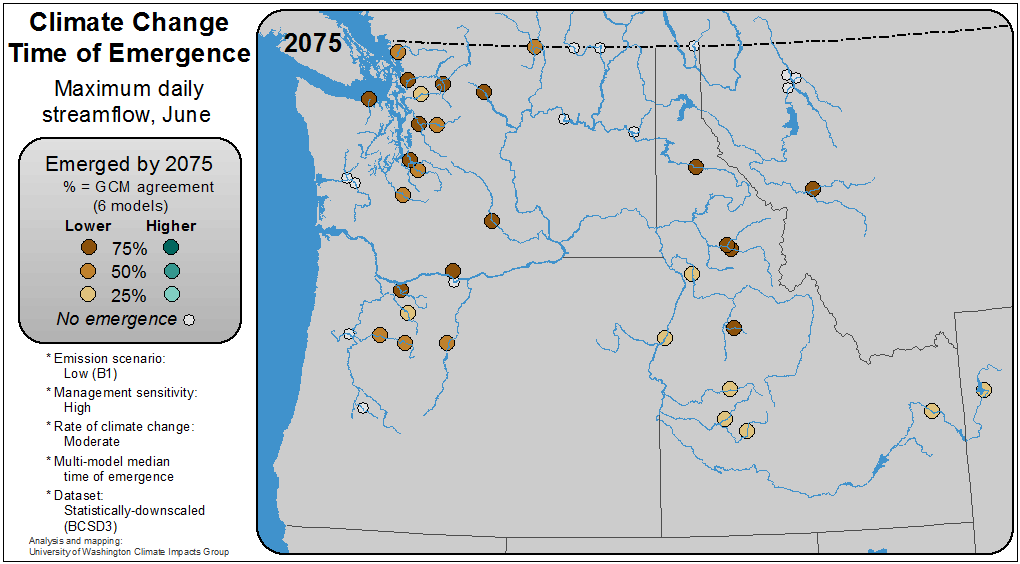 Climate Change
Time of Emergence
Maximum daily
streamflow, June
2075
Emerged by 2075
% = GCM agreement
(6 models)
Lower Higher
75%
50%
25%
No emergence
* Emission scenario:
Low (B1)
* Management sensitivity:
High
* Rate of climate change:
Moderate
* Multi-model median
time of emergence
* Dataset:
Statistically-downscaled
(BCSD3)
Analysis and mapping:
University of Washington Climate Impacts Group